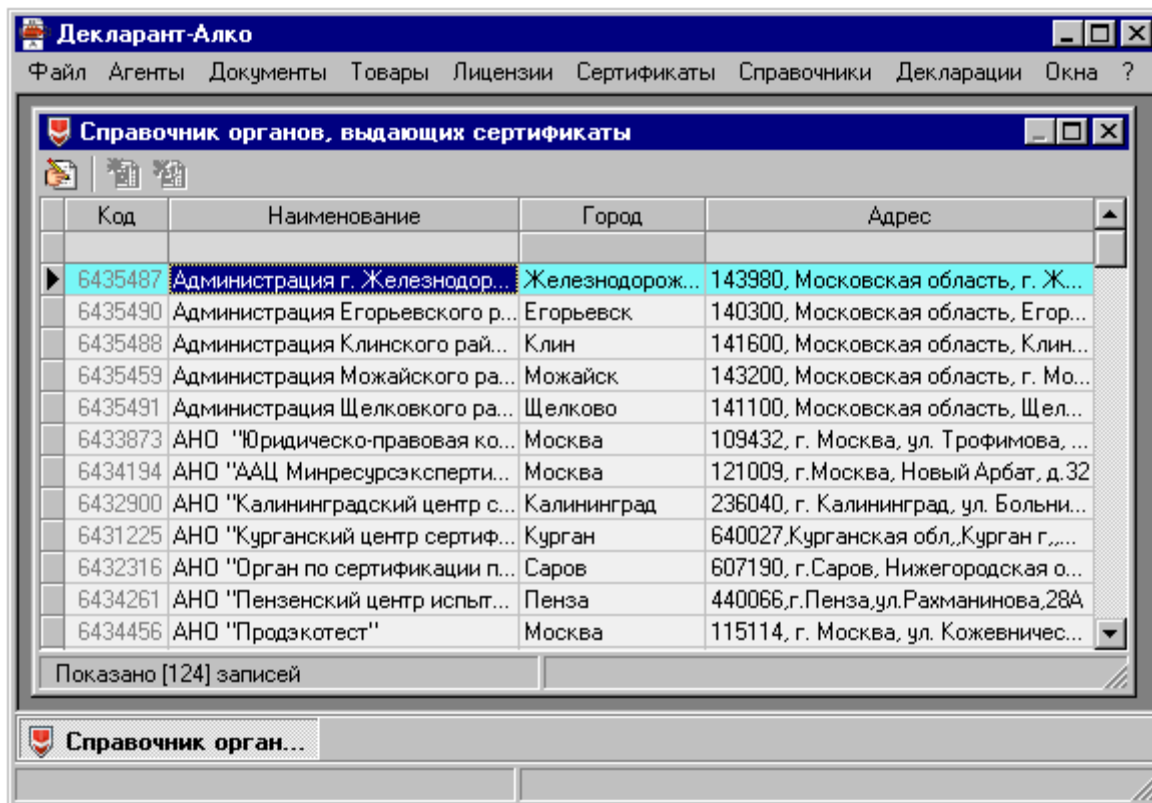 Декларант-Алко
Файл Агенты Документы Товары Лицензии Сертификаты Справочники Декларации Окна ?
Справочник органов, выдающих сертификаты
Код Наименование Город Адрес
6435487 Администрация г. Железнодор... Железнодорож... 143980, Московская область, г. Ж...
6435490 Администрация Егорьевского р... Егорьевск 140300, Московская область, Егор...
6435488 Администрация Клинского рай... Клин 141600, Московская область, Клин...
6435459 Администрация Можайского ра... Можайск 143200, Московская область, г. Мо...
6435491 Администрация Щелковкого ра... Щелково 141100, Московская область, Щел...
6433873 АНО "Юридическо-правовая ко... Москва 109432, г. Москва, ул. Трофимова, ...
6434194 АНО "ААЦ Минресурсэксперти... Москва 121009, г.Москва, Новый Арбат, д.32
6432900 АНО "Калининградский центр с... Калининград 236040, г. Калининград, ул. Больни...
6431225 АНО "Курганский центр сертиф... Курган 640027,Курганская обл,,Курган г,,...
6432316 АНО "Орган по сертификации п... Саров 607190, г.Саров, Нижегородская о...
6434261 АНО "Пензенский центр испыт... Пенза 440066,г.Пенза,ул.Рахманинова,28А
6434456 АНО "Продэкотест" Москва 115114, г. Москва, ул. Кожевничес...
Показано [124] записей
Справочник орган...